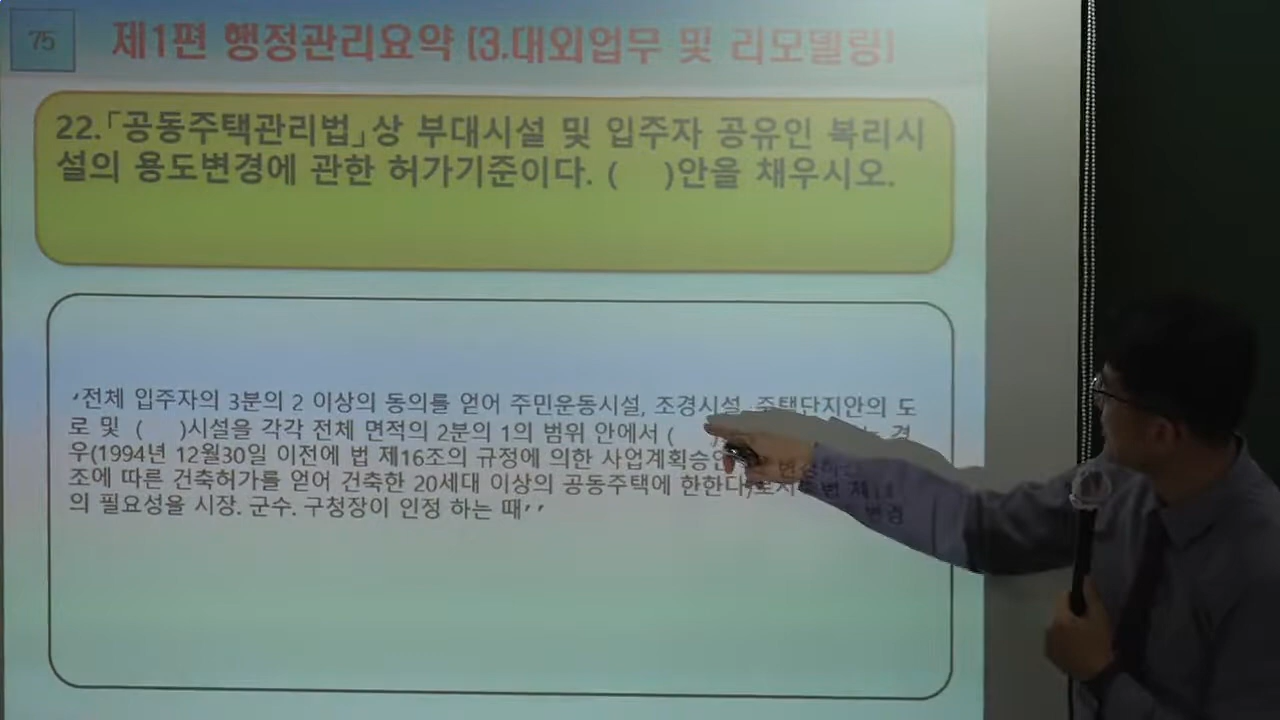 75
제1편 행정관리요약 (3.대외업무 및 리모델링)
22.「공동주택관리법」상 부대시설 및 입주자 공유인 복리시
설의 용도변경에 관한 허가기준이다. ( )안을 채우시오.
‘전체 입주자의 3분의 2 이상의 동의를 얻어 주민운동시설, 조경시설, 주택단지안의 도
로 및 ( )시설을 각각 전체 면적의 2분의 1의 범위 안에서 ( 는 경
우(1994년 12월30일 이전에 법 제16조의 규정에 의한 사업계획승인
조에 따른 건축허가를 얻어 건축한 20세대 이상의 공동주택에 한한다)로서
의 필요성을 시장. 군수. 구청장이 인정 하는 때’’